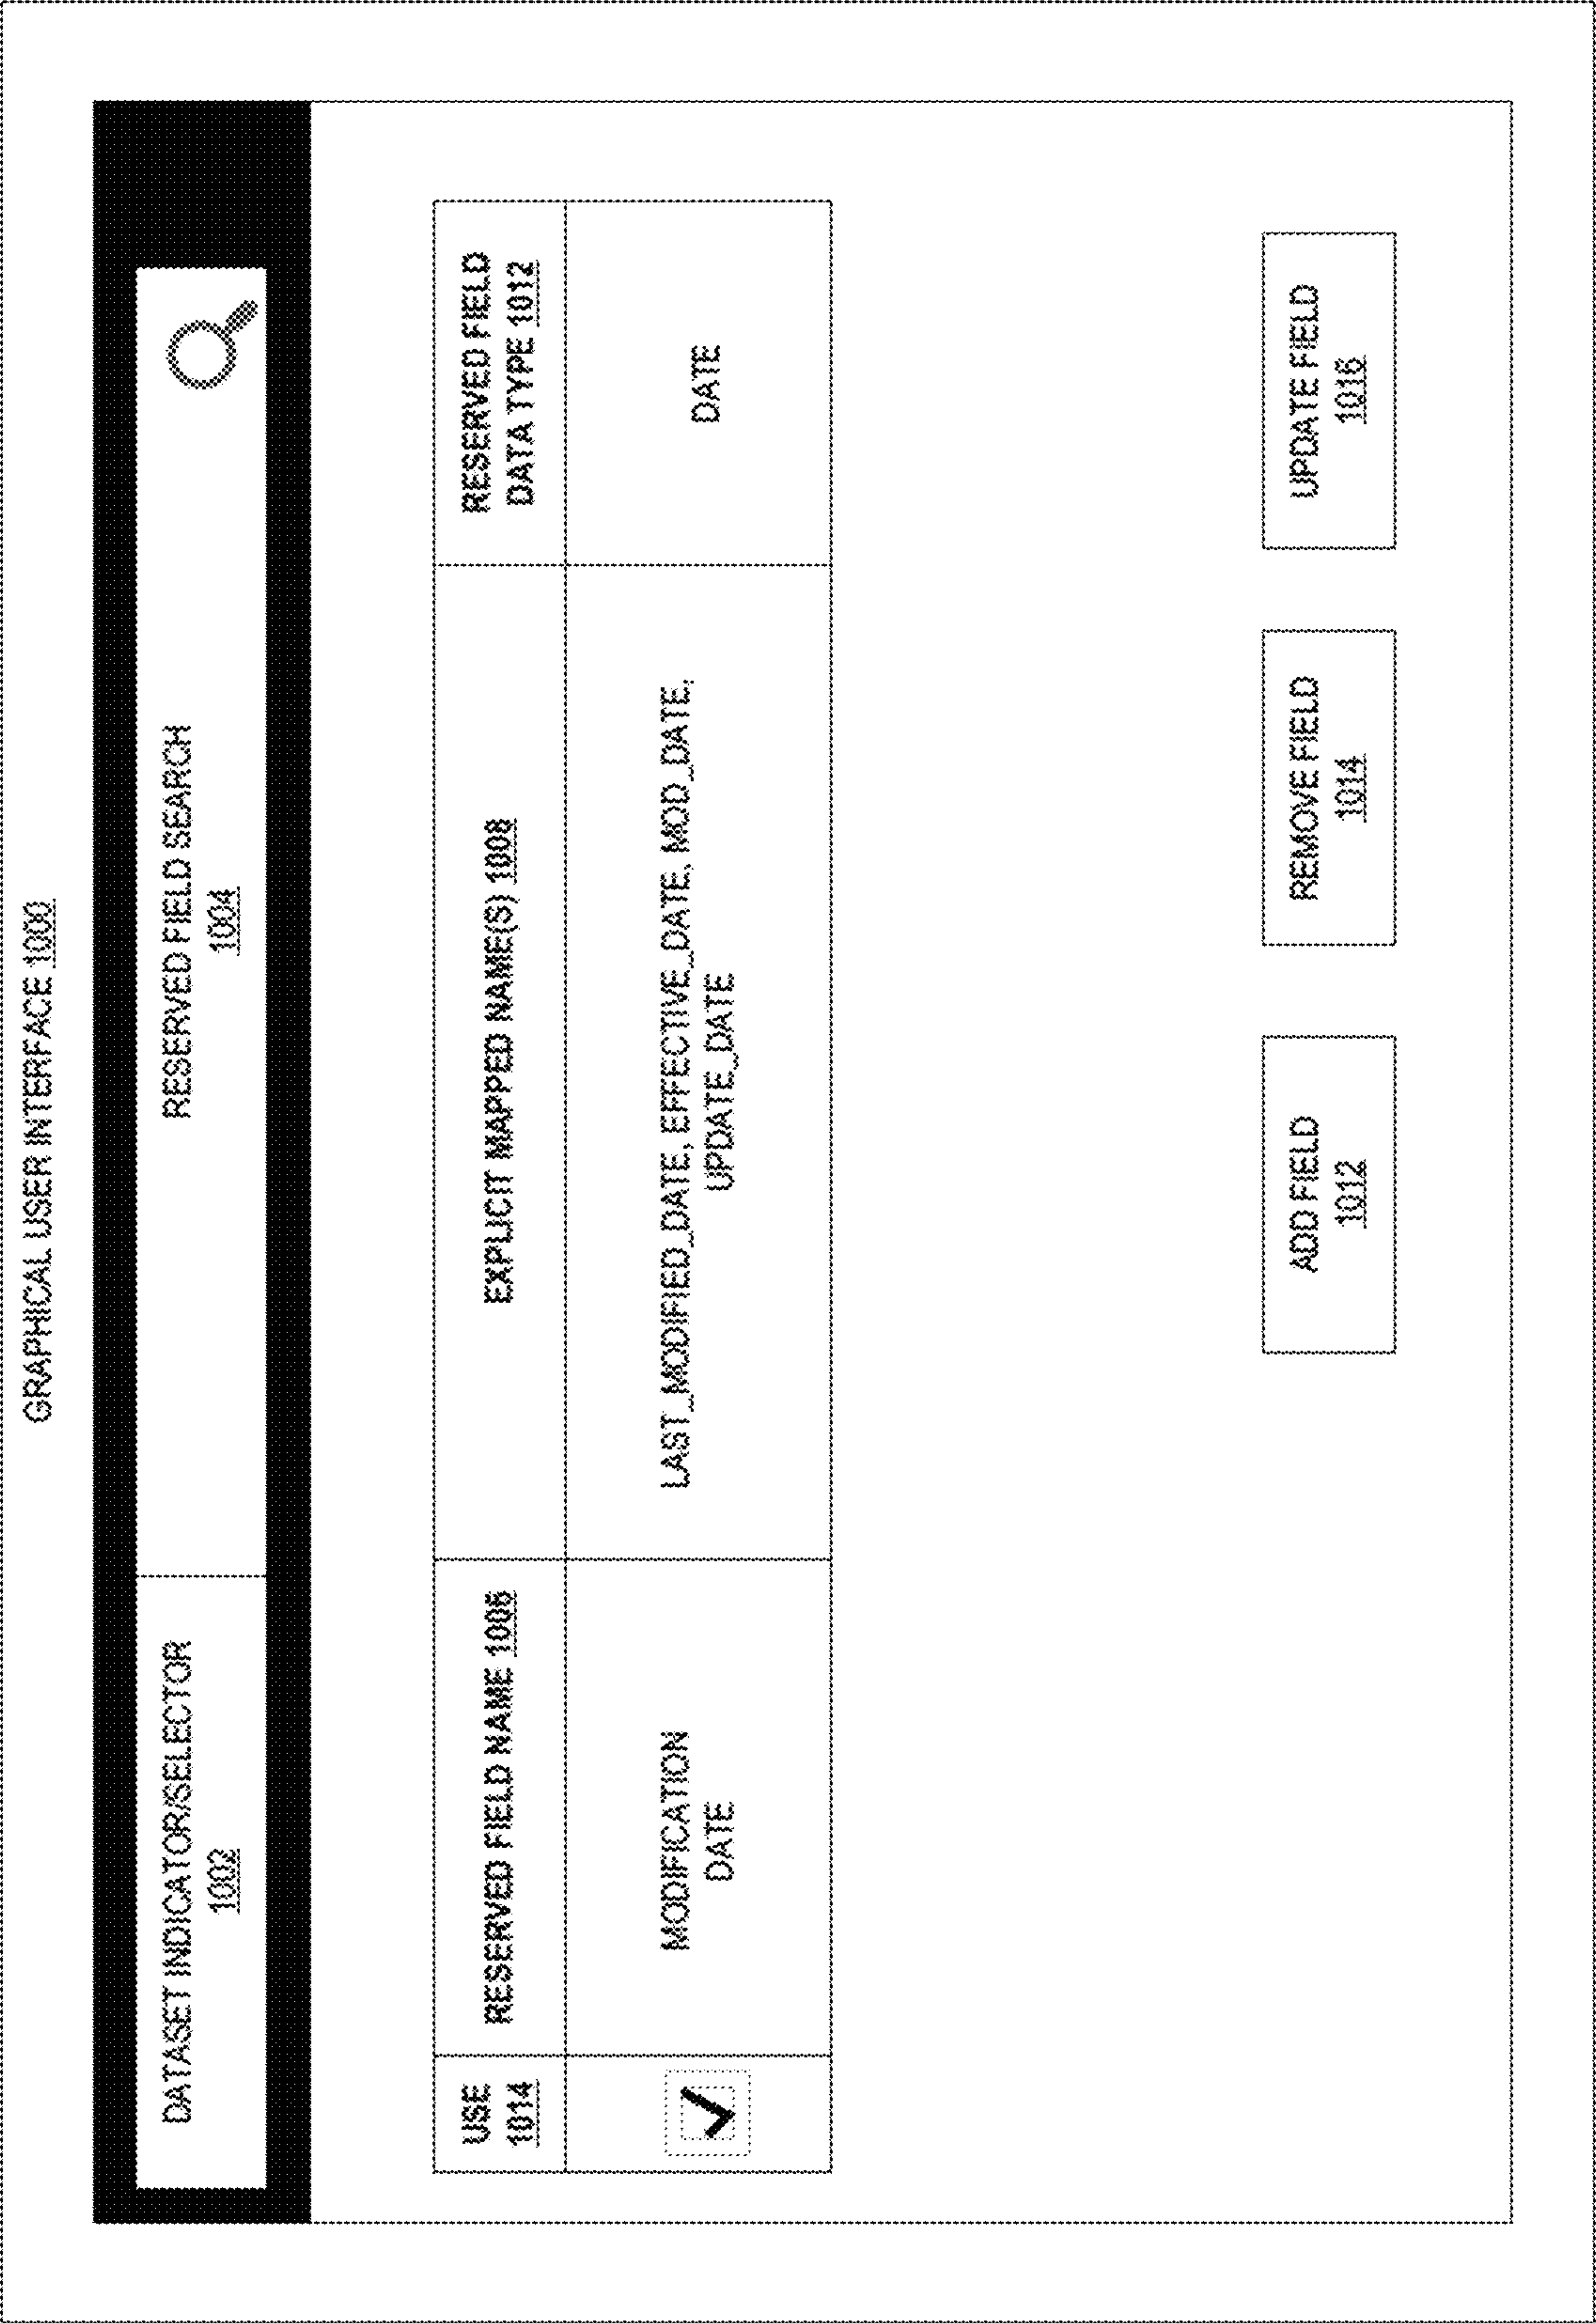 GRAPHICAL USER INTERFACE 1000
DATASET INDICATOR/SELECTOR
1002
RESERVED FIELD SEARCH
1004
USE
1014
RESERVED FIELD NAME 1006
EXPLICIT MAPPED NAME(S) 1008
RESERVED FIELD
DATA TYPE 1012
MODIFICATION
DATE
LAST_MODIFIED_DATE, EFFECTIVE_DATE, MOD_DATE,
UPDATE_DATE
DATE
ADD FIELD
1012
REMOVE FIELD
1014
UPDATE FIELD
1016